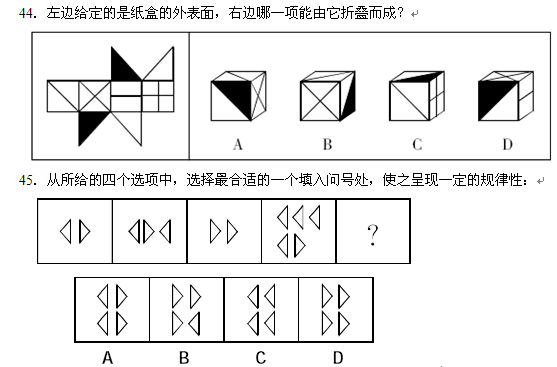 44．左边给定的是纸盒的外表面，右边哪一项能由它折叠而成？↵
A B C D
45．从所给的四个选项中，选择最合适的一个填入问号处，使之呈现一定的规律性：↵
?
A B C D